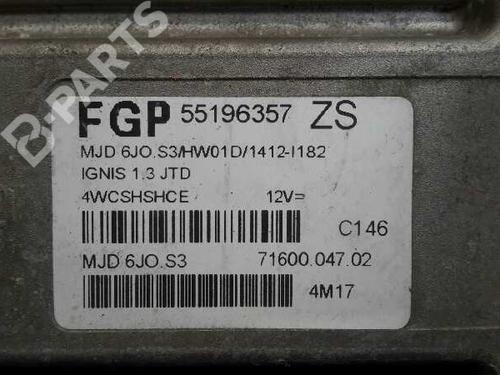 B-PARTS
FGP 55196357 ZS
MJD 6JO.S3/HW01D/1412-I182
IGNIS 1.3 JTD
4WCSHSHCE 12V=
C146
MJD 6JO.S3 71600.047.02
4M17